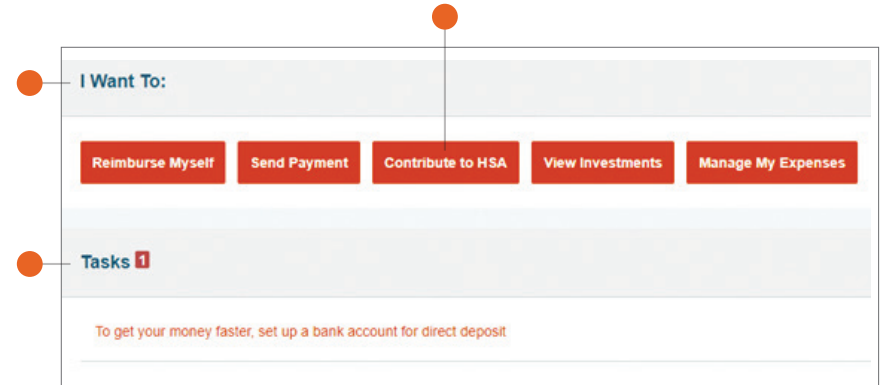 I Want To:
Reimburse Myself Send Payment Contribute to HSA View Investments Manage My Expenses
Tasks 1
To get your money faster, set up a bank account for direct deposit